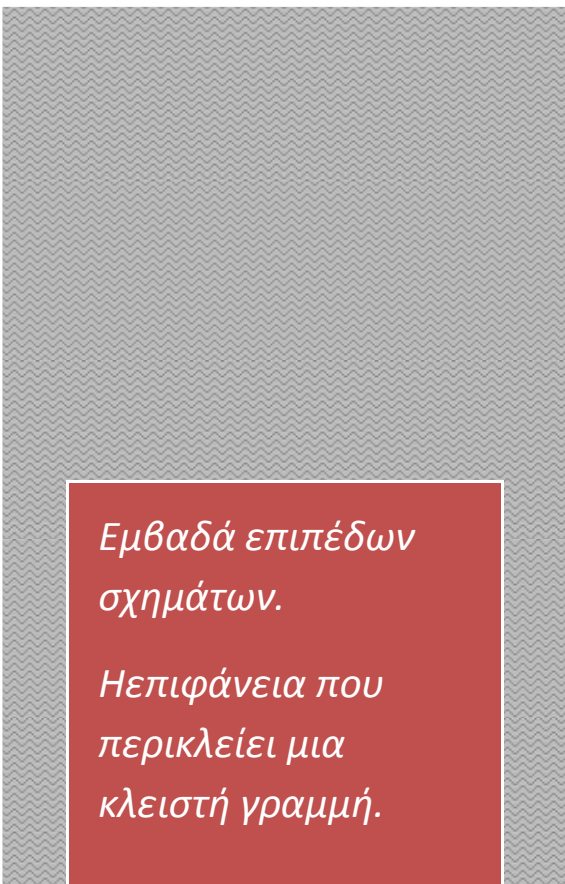 Εμβαδά επιπέδων
σχημάτων.
Ηεπιφάνεια που
περικλείει μια
κλειστή γραμμή.